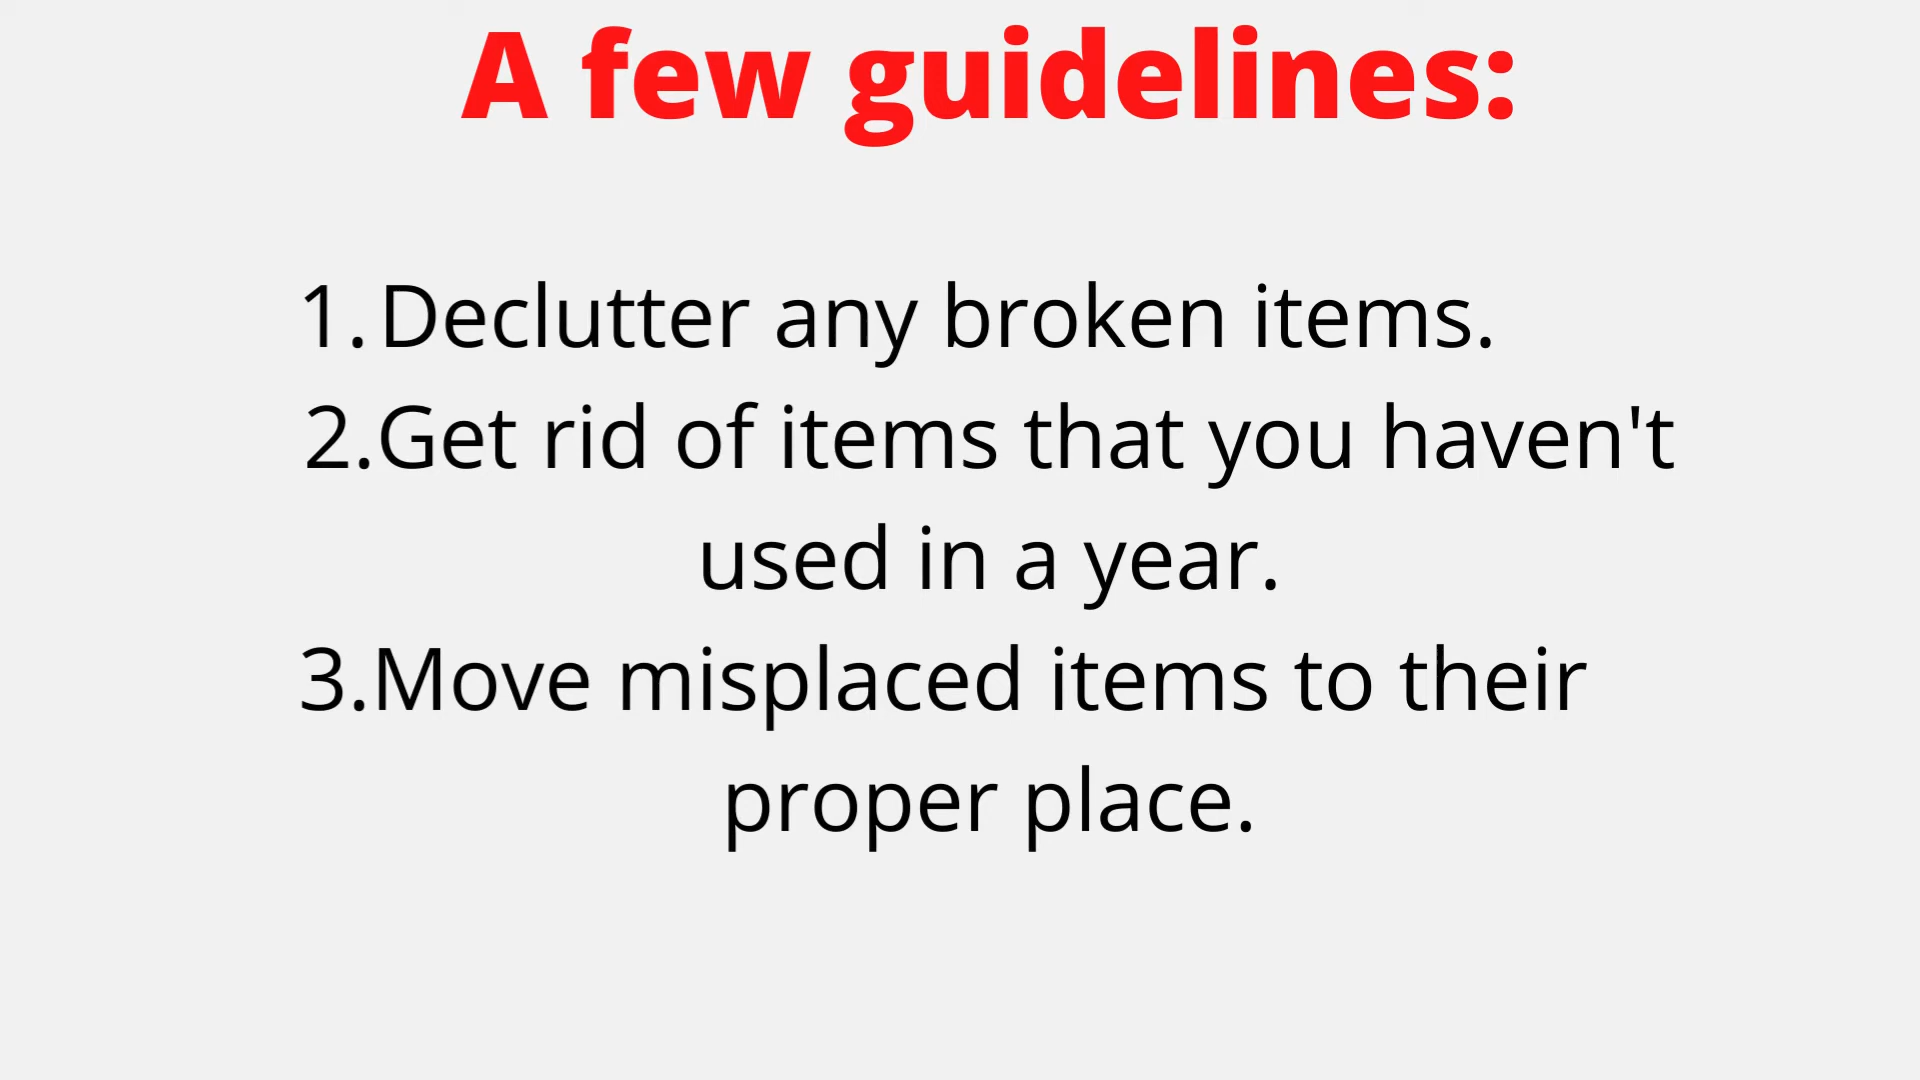 A few guidelines:
1. Declutter any broken items.
2.Get rid of items that you haven't
used in a year.
3.Move misplaced items to their
proper place.